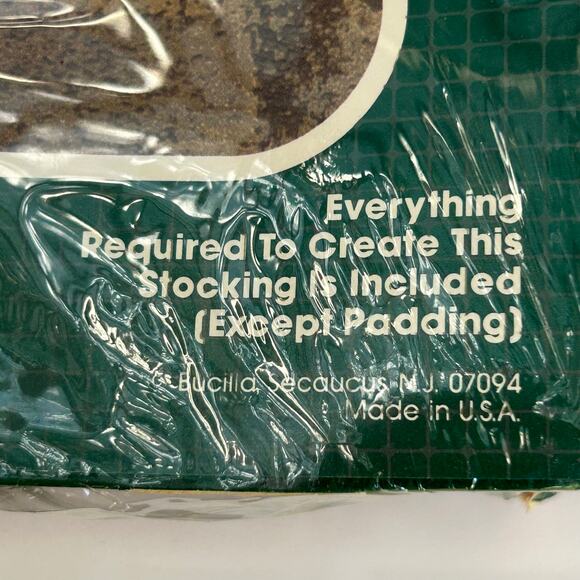 Everything
Required To Create This
Stocking Is Included
(Except Padding)
© Bucilla, Secaucus N.J. 07094
Made in U.S.A.